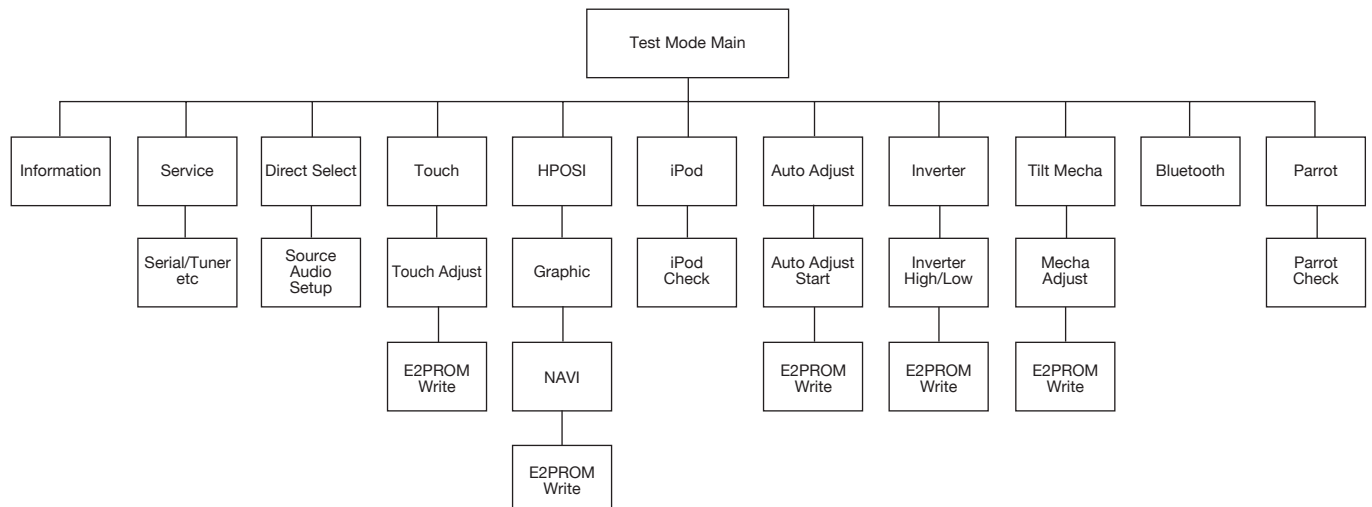 Test Mode Main
Information
Service
Direct Select
Touch
HPOSI
iPod
Auto Adjust
Inverter
Tilt Mecha
Bluetooth
Parrot
Serial/Tuner
etc
Source
Audio
Setup
Touch Adjust
Graphic
iPod
Check
Auto Adjust
Start
Inverter
High/Low
Mecha
Adjust
Parrot
Check
E2PROM
Write
NAVI
E2PROM
Write
E2PROM
Write
E2PROM
Write
E2PROM
Write